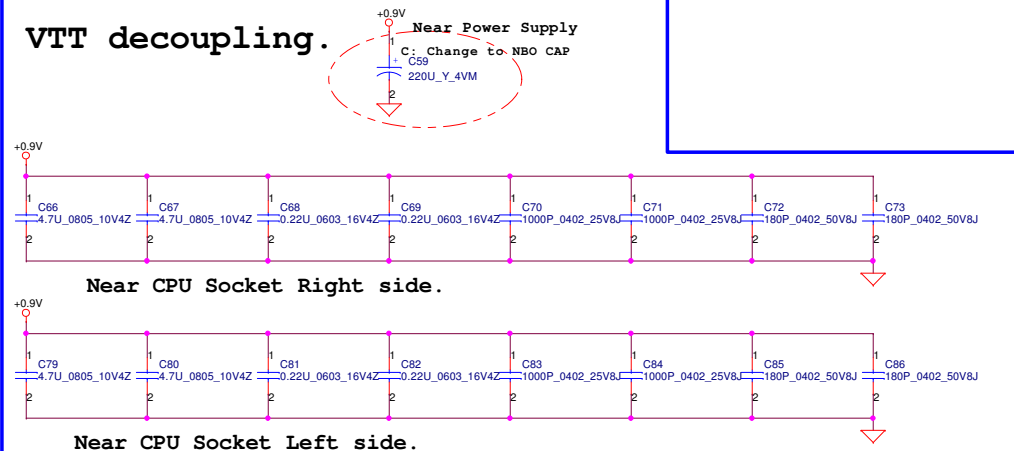 +0.9V
VTT decoupling.
Near Power Supply
1
C: Change to NBO CAP
+ C59
220U_Y_4VM
2
+0.9V
1 1 1 1 1 1 1 1
C66 C67 C68 C69 C70 C71 C72 C73
4.7U_0805_10V4Z 4.7U_0805_10V4Z 0.22U_0603_16V4Z 0.22U_0603_16V4Z 1000P_0402_25V8J 1000P_0402_25V8J 180P_0402_50V8J 180P_0402_50V8J
2 2 2 2 2 2 2 2
Near CPU Socket Right side.
+0.9V
1 1 1 1 1 1 1 1
C79 C80 C81 C82 C83 C84 C85 C86
4.7U_0805_10V4Z 4.7U_0805_10V4Z 0.22U_0603_16V4Z 0.22U_0603_16V4Z 1000P_0402_25V8J 1000P_0402_25V8J 180P_0402_50V8J 180P_0402_50V8J
2 2 2 2 2 2 2 2
Near CPU Socket Left side.